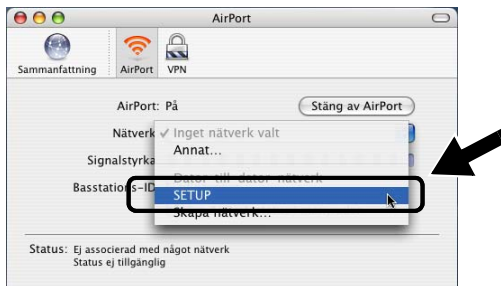 AirPort
Sammanfattning AirPort VPN
AirPort: På Stäng av AirPort
Nätverk ✓ Inget nätverk valt
Annat...
Signalstyrka
Dator till dator nätverk
Basstations-ID
SETUP
Skapa nätverk...
Status: Ej associerad med något nätverk
Status ej tillgänglig